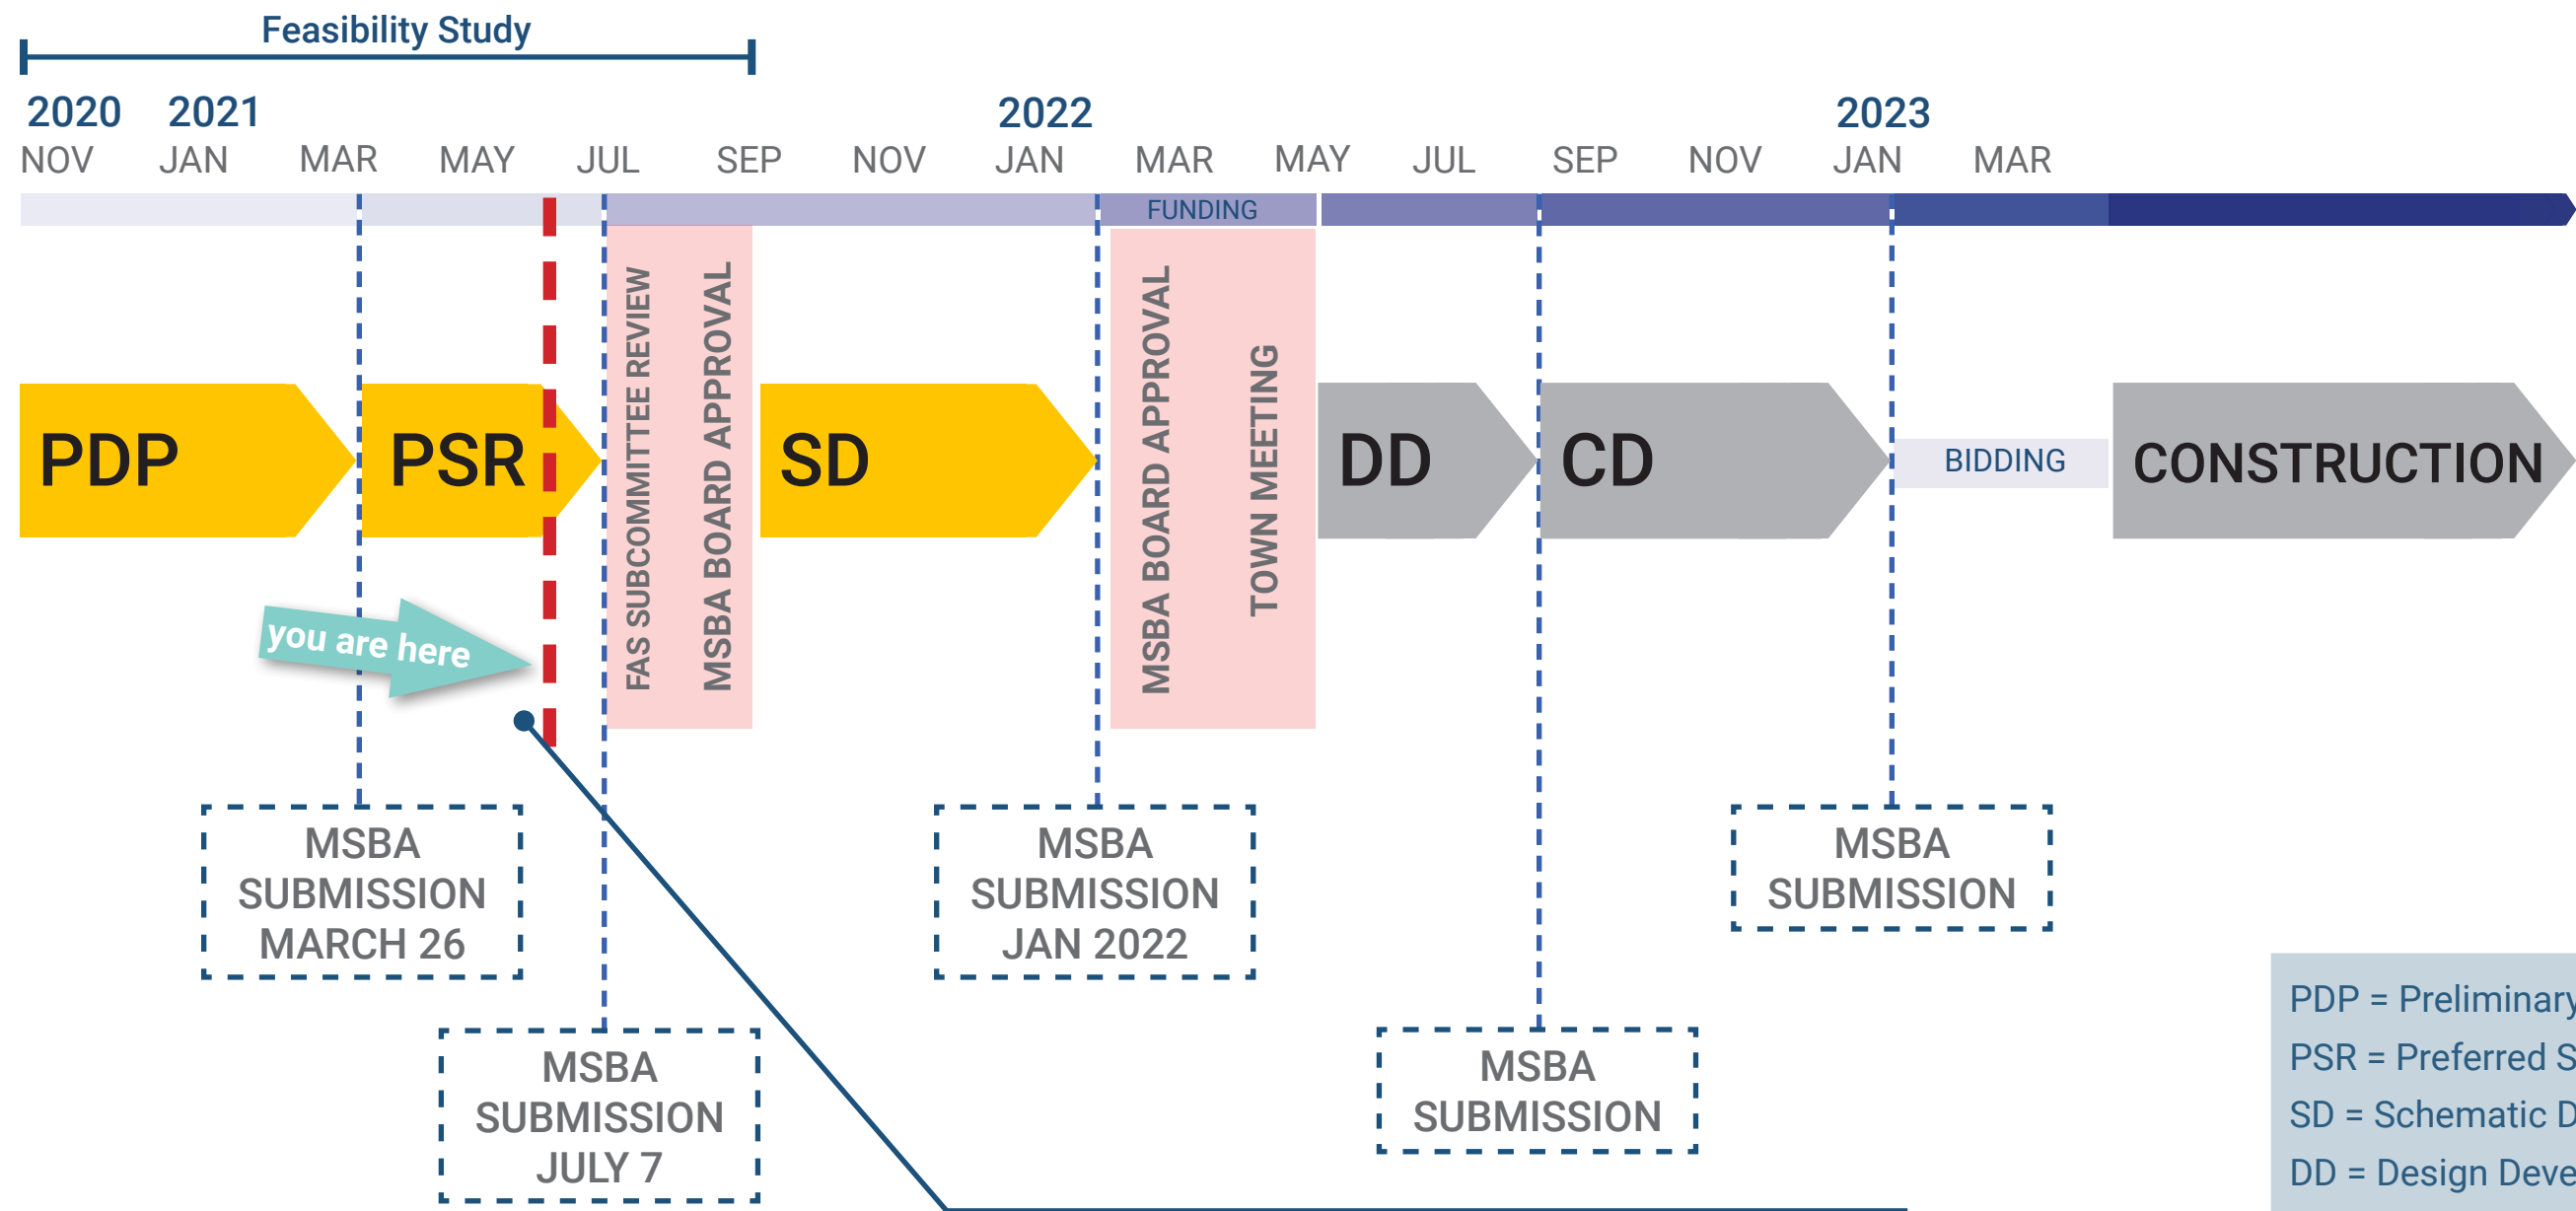 Feasibility Study
2020 2021 2022 2023
NOV JAN MAR MAY JUL SEP NOV JAN MAR MAY JUL SEP NOV JAN MAR
FUNDING
FAS SUBCOMMITTEE REVIEW
MSBA BOARD APPROVAL
MSBA BOARD APPROVAL
TOWN MEETING
PDP PSR SD DD CD BIDDING CONSTRUCTION
you are here
MSBA
SUBMISSION
MARCH 26
MSBA
SUBMISSION
JAN 2022
MSBA
SUBMISSION
MSBA
SUBMISSION
JULY 7
MSBA
SUBMISSION
PDP = Preliminary
PSR = Preferred
SD = Schematic
DD = Design